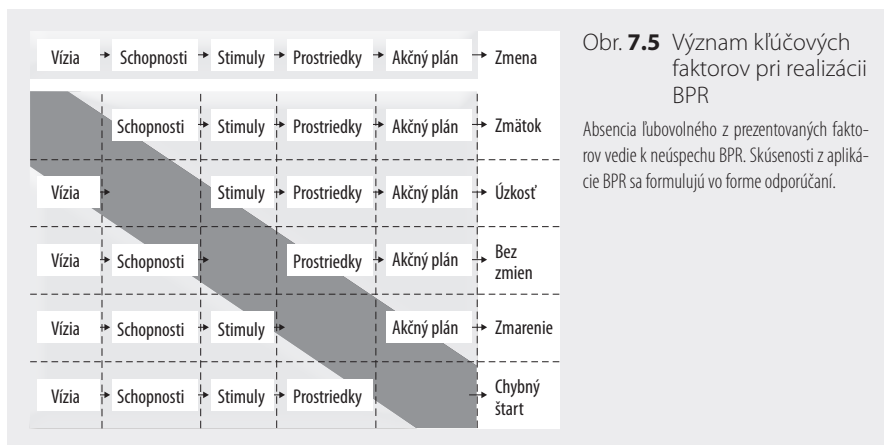 Vízia Schopnosti Stimuly Prostriedky Akčný plán Zmena
Schopnosti Stimuly Prostriedky Akčný plán Zmätok
Vízia Stimuly Prostriedky Akčný plán Úzkosť
Vízia Schopnosti Prostriedky Akčný plán Bez
zmien
Vízia Schopnosti Stimuly Akčný plán Zmarenie
Vízia Schopnosti Stimuly Prostriedky Chybný
štart
Obr. 7.5 Význam kľúčových
faktorov pri realizácii
BPR
Absencia ľubovolného z prezentovaných fakto-
rov vedie k neúspechu BPR. Skúsenosti z apliká-
cie BPR sa formulujú vo forme odporúčaní.